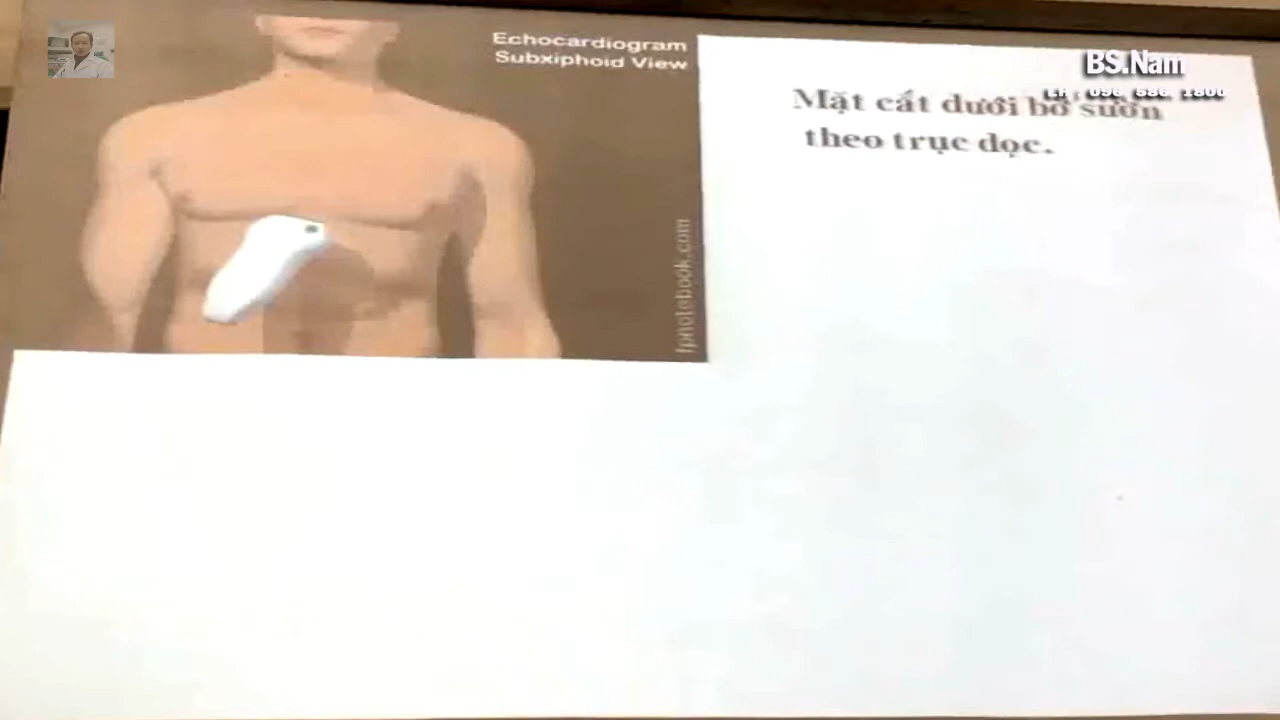 Echocardiogram
Subxiphoid View
fpnotebook.com
BS.Nam
Mặt cắt dưới bờ sườn
theo trục dọc.